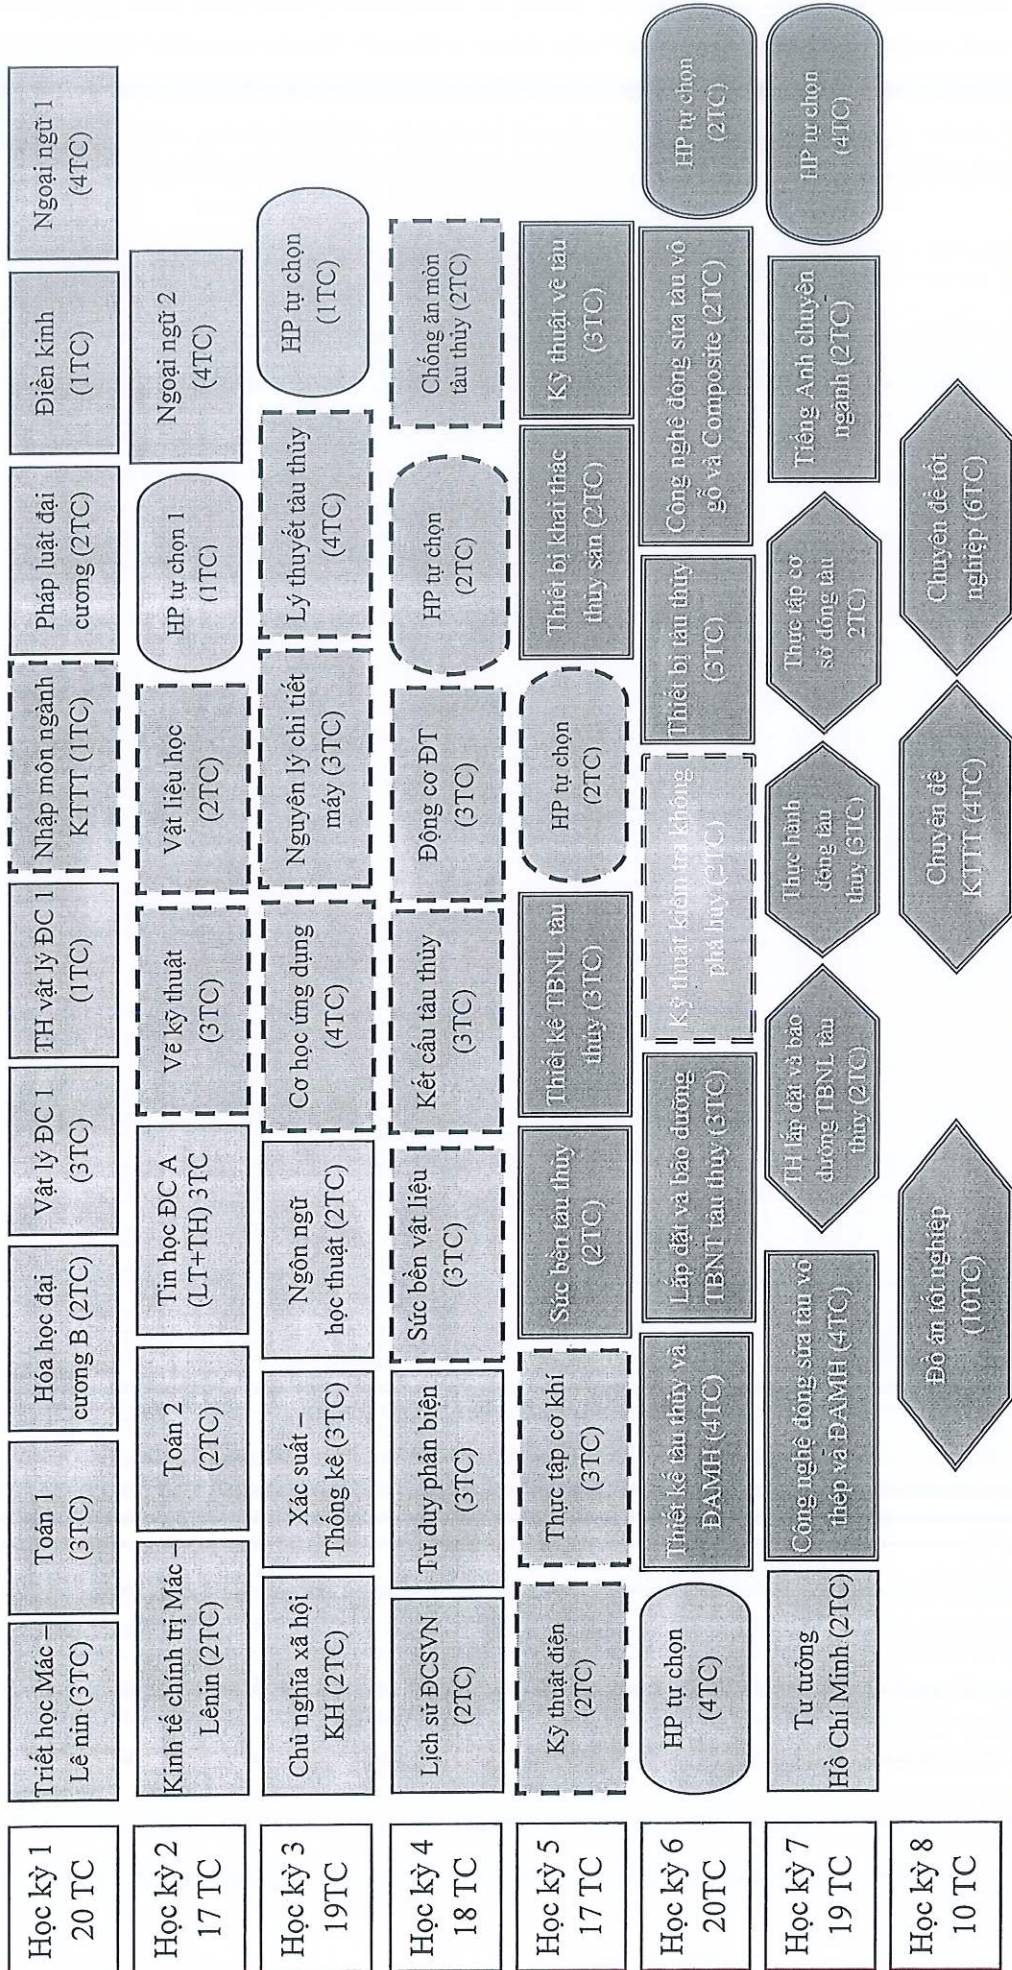 Học kỳ 1
20 TC
Triết học Mác –
Lê nin (3TC)
Toán 1
(3TC)
Hóa học đại
cương B (2TC)
Vật lý ĐC 1
(3TC)
TH vật lý ĐC 1
(1TC)
Nhập môn ngành
KTTT (1TC)
Pháp luật đại
cương (2TC)
Điền kinh
(1TC)
Ngoại ngữ 1
(4TC)
Học kỳ 2
17 TC
Kinh tế chính trị Mác –
Lênin (2TC)
Toán 2
(2TC)
Tin học ĐC A
(LT+TH) 3TC
Vẽ kỹ thuật
(3TC)
Vật liệu học
(2TC)
HP tự chọn 1
(1TC)
Ngoại ngữ 2
(4TC)
Học kỳ 3
19TC
Chủ nghĩa xã hội
KH (2TC)
Xác suất –
Thống kê (3TC)
Ngôn ngữ
học thuật (2TC)
Cơ học ứng dụng
(4TC)
Nguyên lý chi tiết
máy (3TC)
Lý thuyết tàu thủy
(4TC)
HP tự chọn
(1TC)
Học kỳ 4
18 TC
Lịch sử ĐCSVN
(2TC)
Tư duy phản biện
(3TC)
Sức bền vật liệu
(3TC)
Kết cấu tàu thủy
(3TC)
Động cơ ĐT
(3TC)
HP tự chọn
(2TC)
Chống ăn mòn
tàu thủy (2TC)
Học kỳ 5
17 TC
Kỹ thuật điện
(2TC)
Thực tập cơ khí
(3TC)
Sức bền tàu thủy
(2TC)
Thiết kế TBNL tàu
thủy (3TC)
HP tự chọn
(2TC)
Thiết bị khai thác
thủy sản (2TC)
Kỹ thuật vẽ tàu
(3TC)
Học kỳ 6
20TC
HP tự chọn
(4TC)
Thiết kế tàu thủy và
ĐAMH (4TC)
Lắp đặt và bảo dưỡng
TBNT tàu thủy (3TC)
Kỹ thuật kiểm tra không
phá hủy (2TC)
Thiết bị tàu thủy
(3TC)
Công nghệ đóng sửa tàu vỏ
gỗ và Composite (2TC)
HP tự chọn
(2TC)
Học kỳ 7
19 TC
Tư tưởng
Hồ Chí Minh (2TC)
Công nghệ đóng sửa tàu vỏ
thép và ĐAMH (4TC)
TH lắp đặt và bảo
dưỡng TBNL tàu
thủy (2TC)
Thực hành
động tàu
thủy (3TC)
Thực tập cơ
sở đóng tàu
2TC)
Tiếng Anh chuyên
ngành (2TC)
HP tự chọn
(4TC)
Học kỳ 8
10 TC
Đồ án tốt nghiệp
(10TC)
Chuyên đề
KTTT (4TC)
Chuyên đề tốt
nghiệp (6TC)